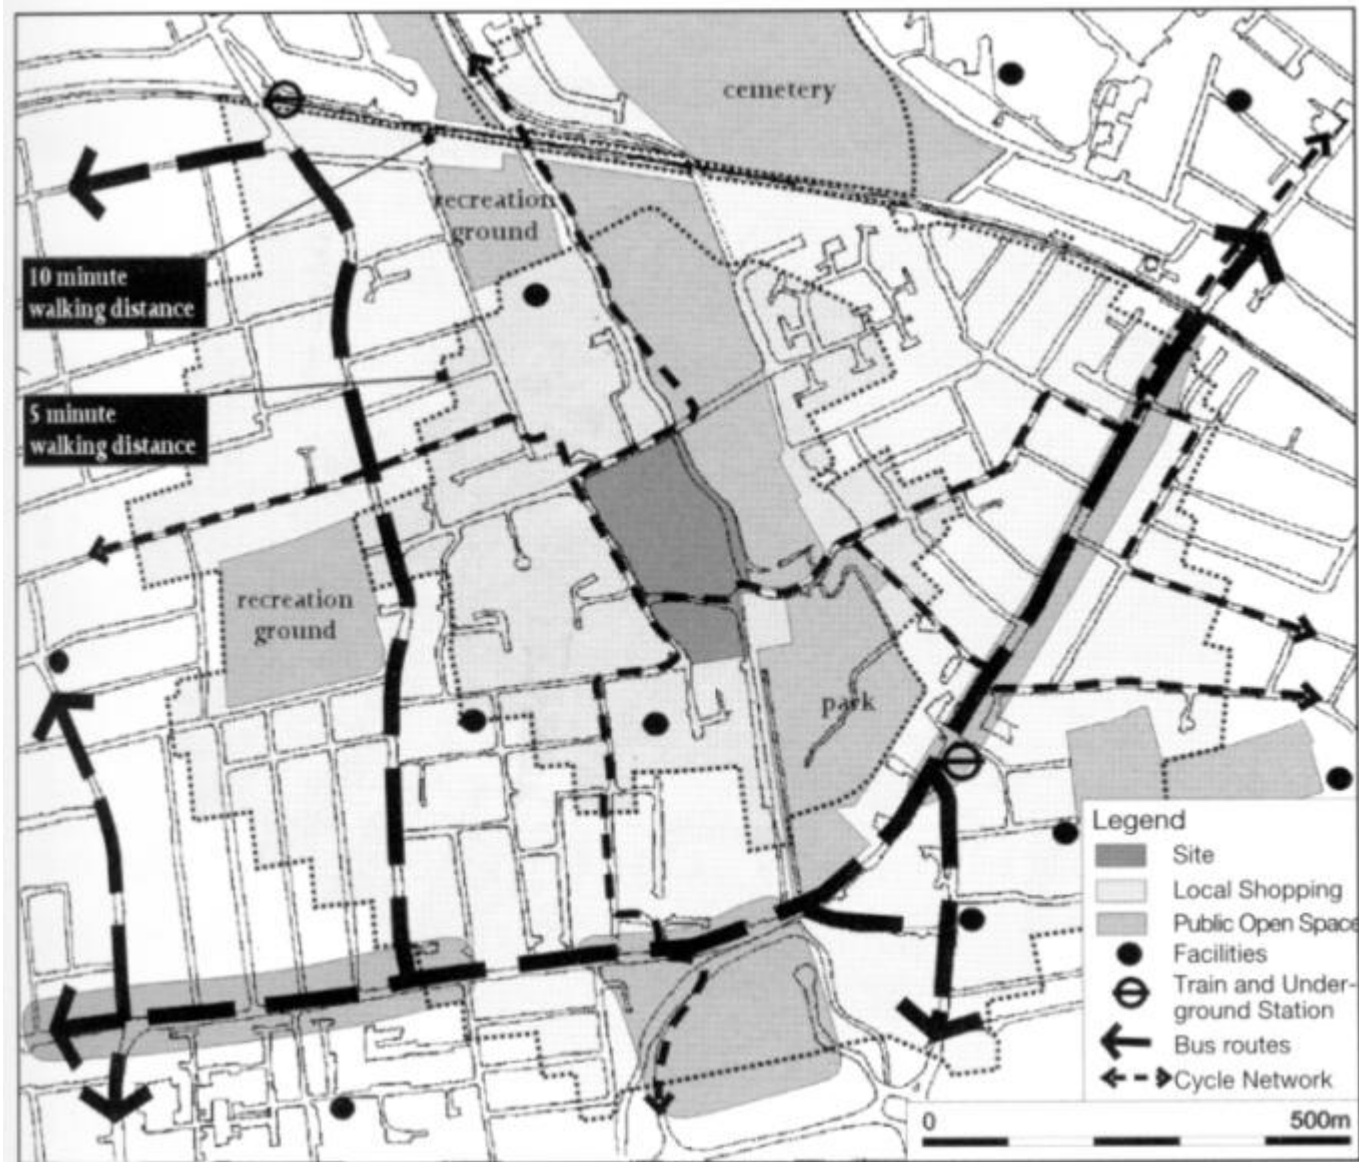 cemetery
recreation
ground
10 minute
walking distance
5 minute
walking distance
recreation
ground
park
Legend
Site
Local Shopping
Public Open Space
Facilities
Train and Under-
ground Station
Bus routes
Cycle Network
0
500m